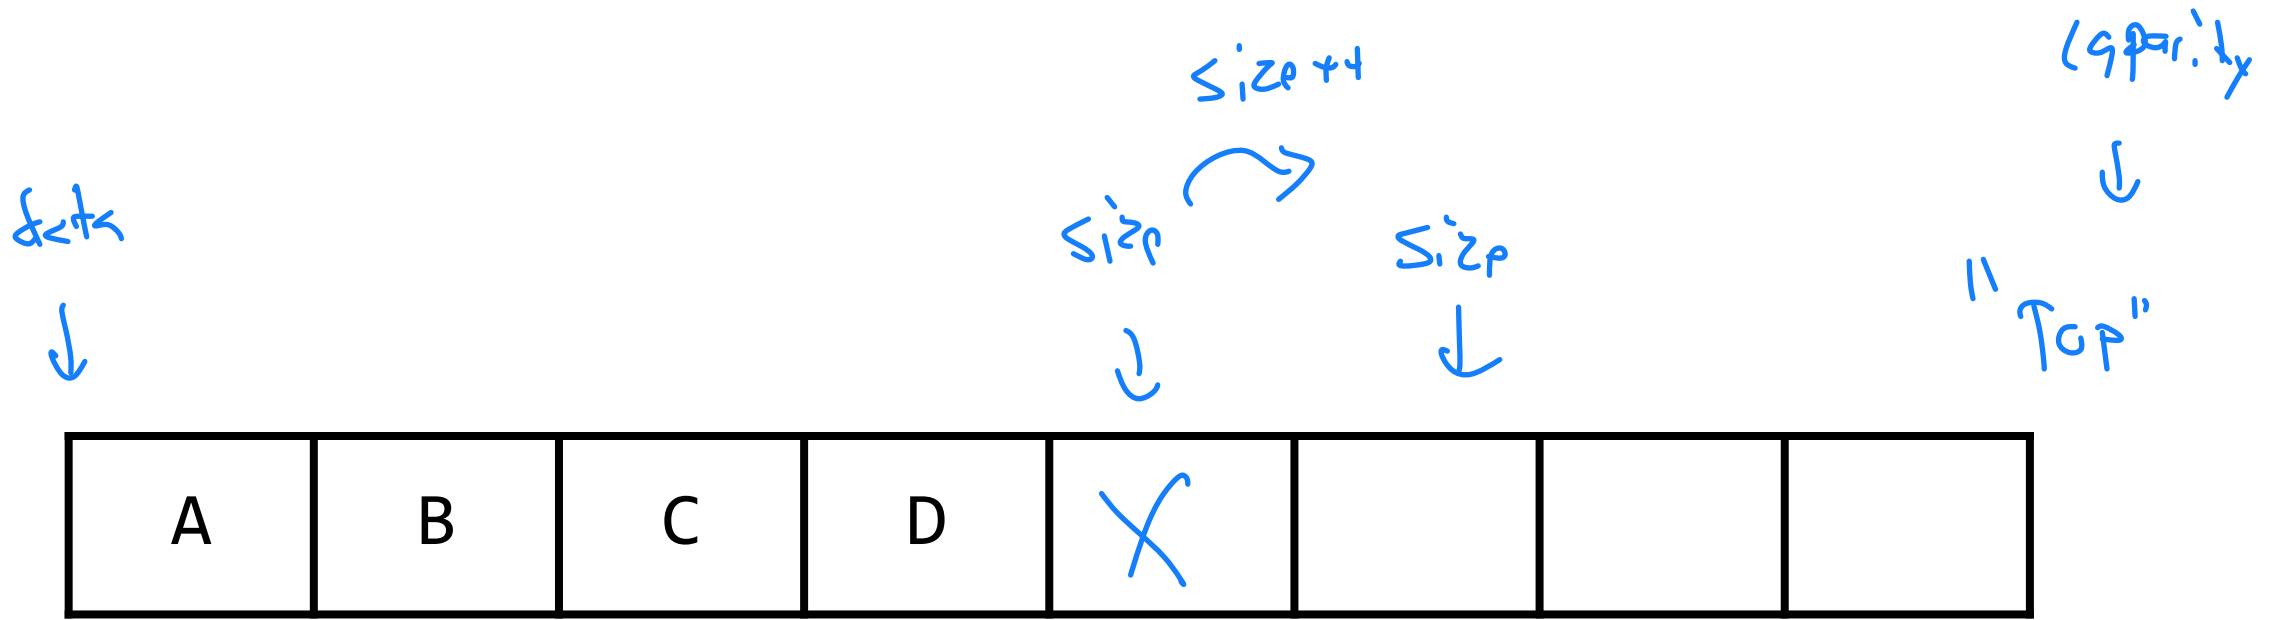 size++
capacity
data
size
size
"Top"
A B C D X